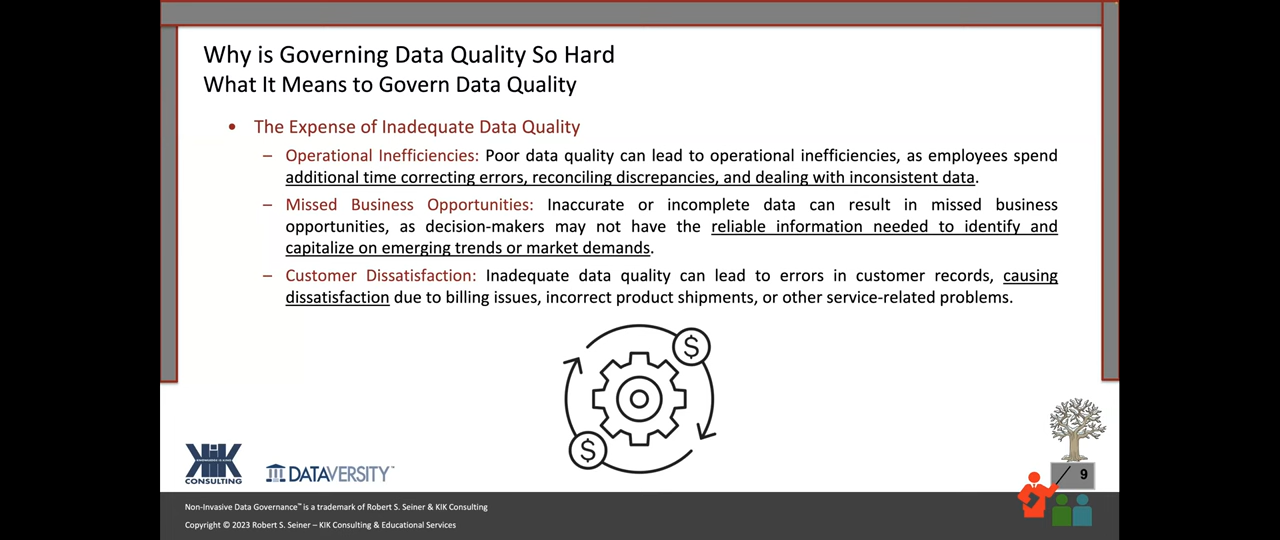 Why is Governing Data Quality So Hard
What It Means to Govern Data Quality
• The Expense of Inadequate Data Quality
– Operational Inefficiencies: Poor data quality can lead to operational inefficiencies, as employees spend
additional time correcting errors, reconciling discrepancies, and dealing with inconsistent data.
– Missed Business Opportunities: Inaccurate or incomplete data can result in missed business
opportunities, as decision-makers may not have the reliable information needed to identify and
capitalize on emerging trends or market demands.
– Customer Dissatisfaction: Inadequate data quality can lead to errors in customer records, causing
dissatisfaction due to billing issues, incorrect product shipments, or other service-related problems.
$
$
KIK
CONSULTING
DATAVERSITY™
9
Non-Invasive Data Governance™ is a trademark of Robert S. Seiner & KIK Consulting
Copyright © 2023 Robert S. Seiner – KIK Consulting & Educational Services